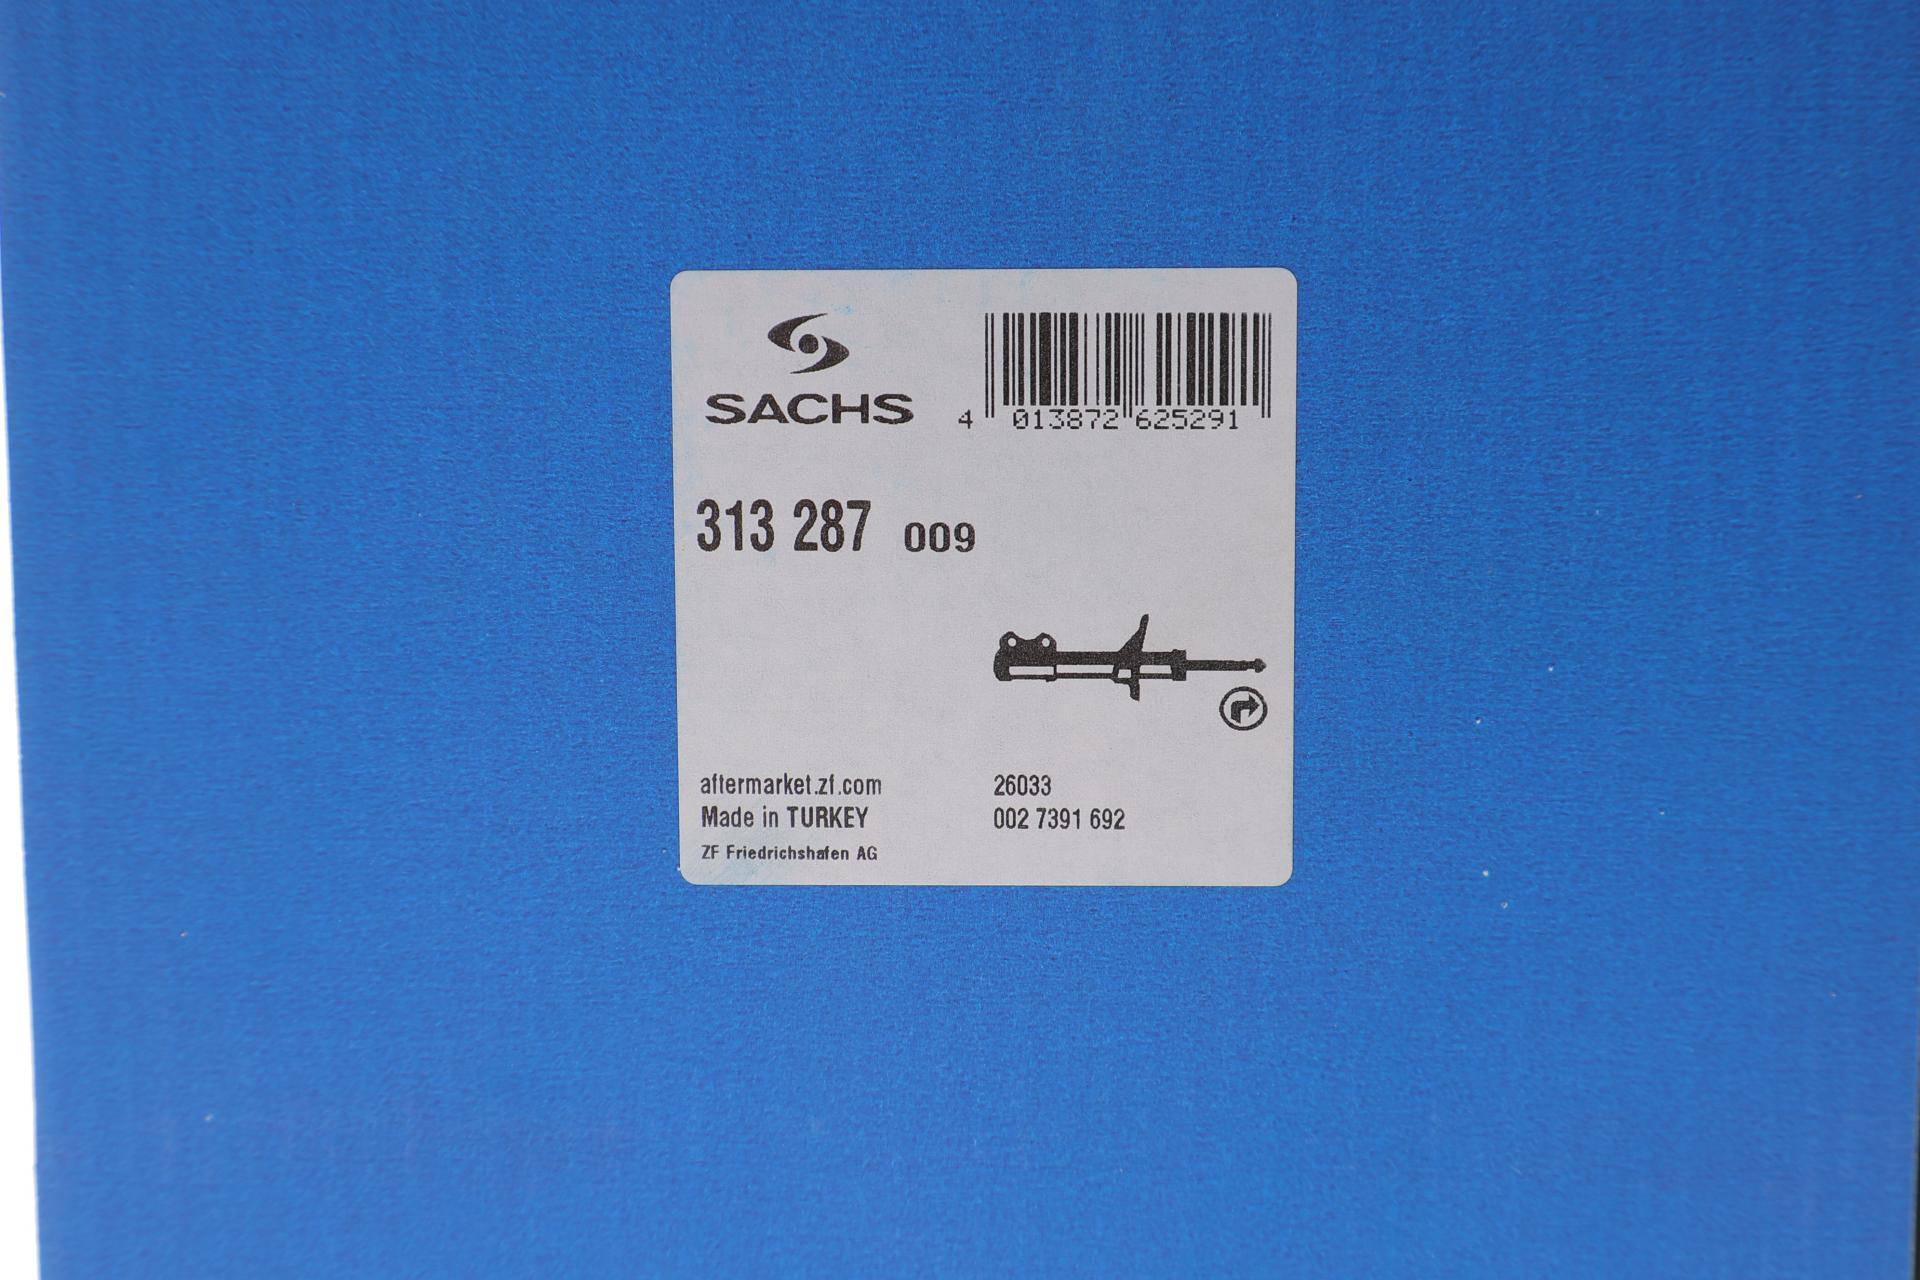 SACHS
4 013872 625291
313 287 009
aftermarket.zf.com
Made in TURKEY
ZF Friedrichshafen AG
26033
002 7391 692